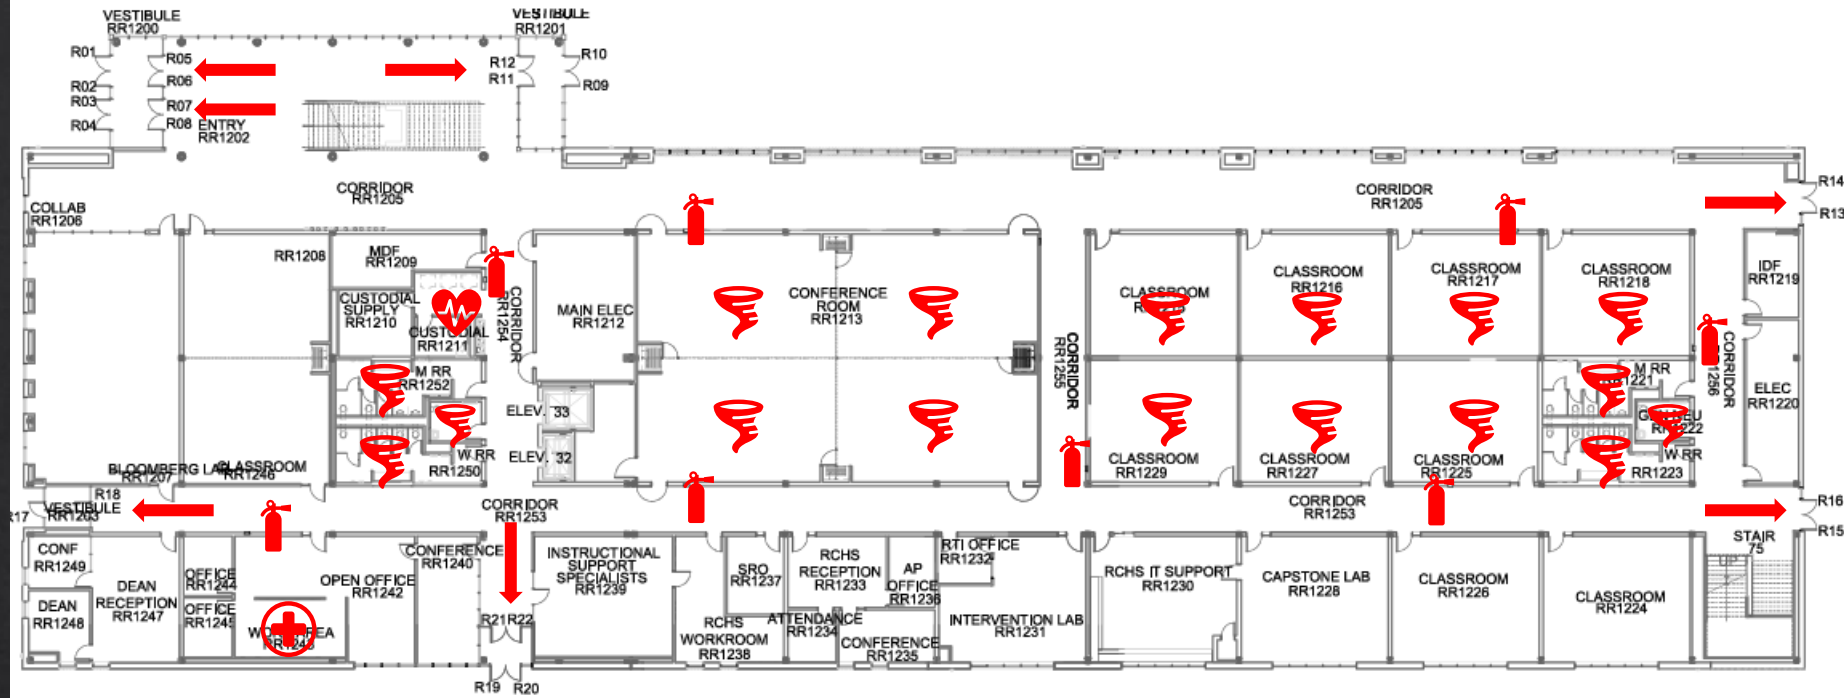 VESTIBULE
RR1200
VESTIBULE
RR1201
R01
R05
R06
R02
R03
R07
R04
R08
R12
R11
R10
R09
ENTRY
RR1202
CORRIDOR
RR1205
CORRIDOR
RR1205
R14
R13
COLLAB
RR1206
RR1208
MDF
RR1209
CUSTODIAL
SUPPLY
RR1210
CUSTODIAL
RR1211
CORRIDOR
RR1254
MAIN ELEC
RR1212
CONFERENCE
ROOM
RR1213
CORRIDOR
RR1255
CLASSROOM
CLASSROOM
RR1216
CLASSROOM
RR1217
CLASSROOM
RR1218
IDF
RR1219
CORRIDOR
ELEC
RR1220
M RR
RR1252
ELEV. 33
ELEV. 32
W RR
RR1250
M RR
W RR
RR1223
BLOOMBERG LAB
RR1207
CLASSROOM
RR1246
CLASSROOM
RR1229
CLASSROOM
RR1227
CLASSROOM
RR1225
R18
VESTIBULE
RR1203
R17
CORRIDOR
RR1253
CORRIDOR
RR1253
R16
R15
CONF
RR1249
DEAN
RR1248
DEAN
RECEPTION
RR1247
OFFICE
RR1244
OFFICE
RR1245
OPEN OFFICE
RR1242
CONFERENCE
RR1240
INSTRUCTIONAL
SUPPORT
SPECIALISTS
RR1239
SRO
RR1237
RCHS
RECEPTION
RR1233
AP
OFFICE
RR1236
RTI OFFICE
RR1232
RCHS IT SUPPORT
RR1230
CAPSTONE LAB
RR1228
CLASSROOM
RR1226
CLASSROOM
RR1224
STAIR
75
UP
R21 R22
RCHS
WORKROOM
RR1238
ATTENDANCE
RR1234
CONFERENCE
RR1235
INTERVENTION LAB
RR1231
R19
R20